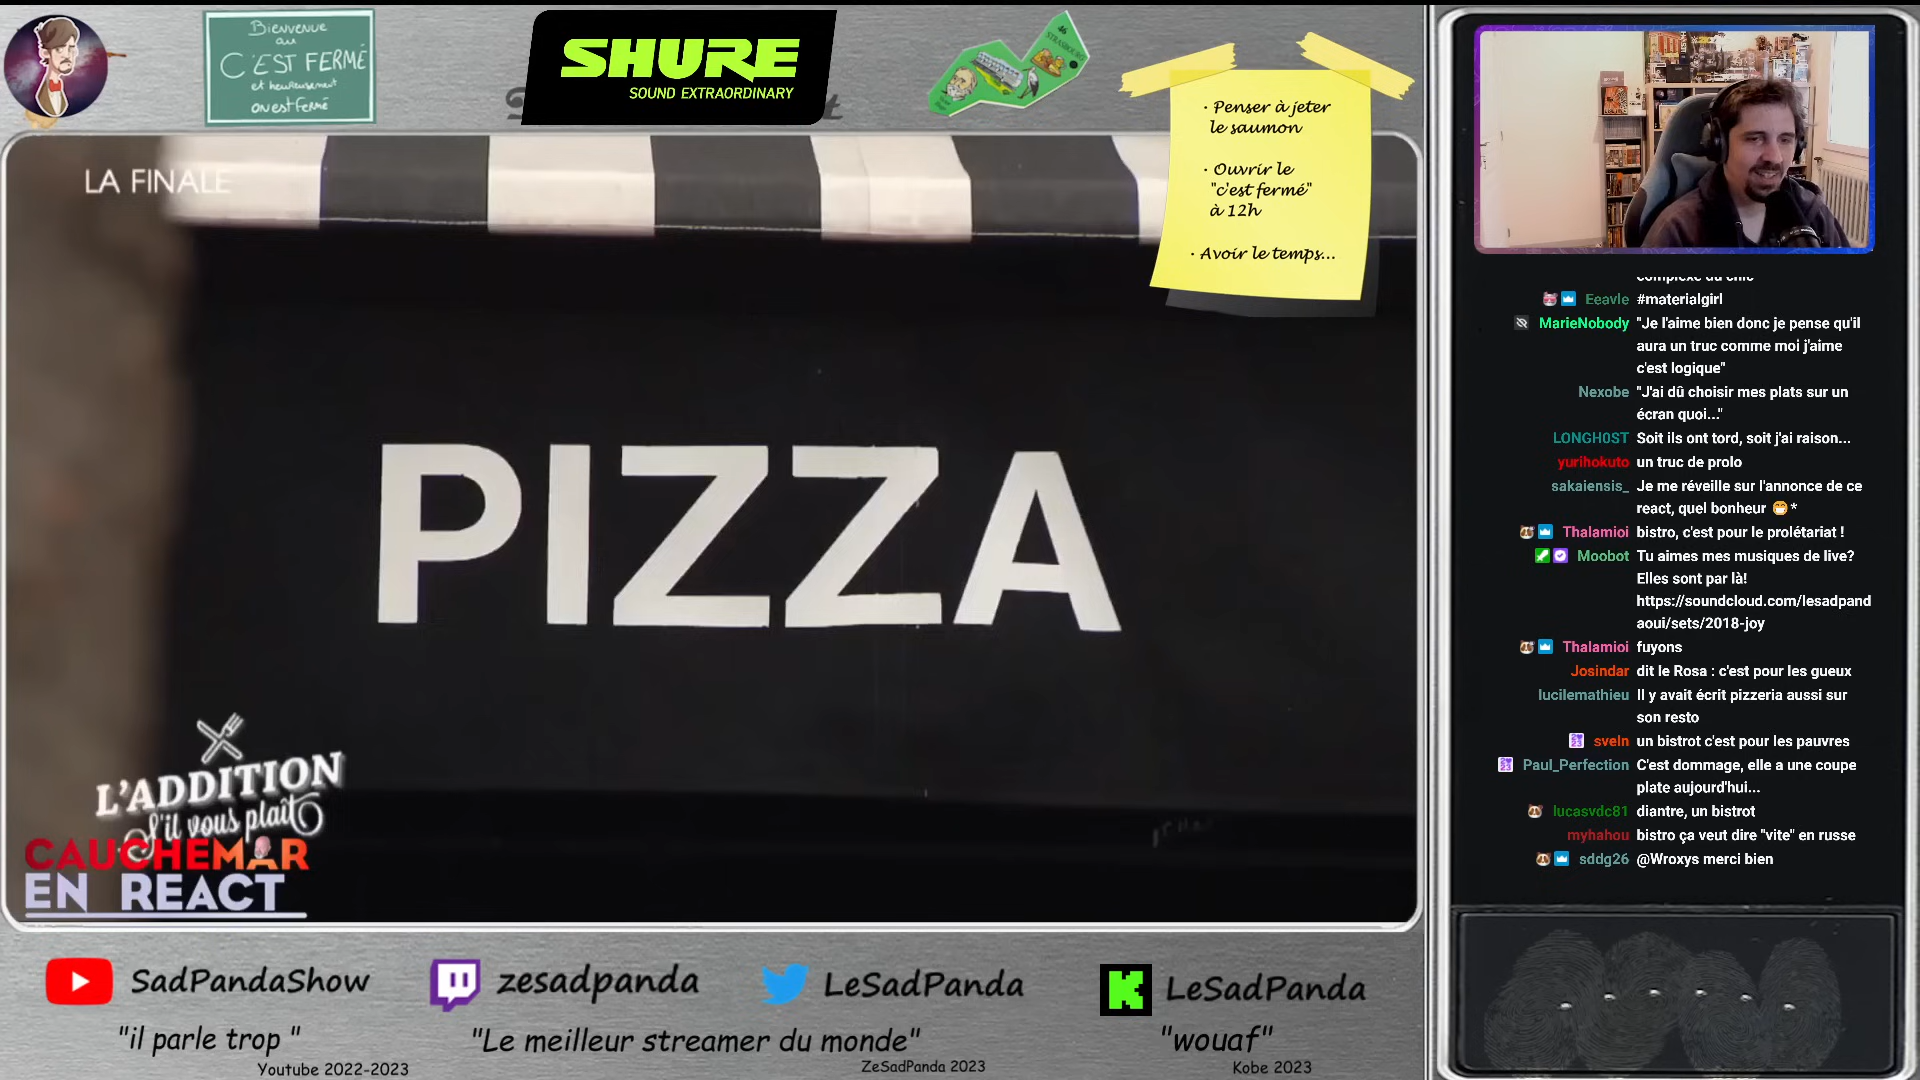 Bienvenue
au
C'EST FERMÉ
et heureusement
on est fermé
SHURE
SOUND EXTRAORDINARY
46
STRASBOURG
· Penser à jeter
le saumon
· Ouvrir le
"c'est fermé"
à 12h
· Avoir le temps...
LA FINALE
PIZZA
L'ADDITION
S'il vous plaît
CAUCHEMAR
EN REACT
SadPandaShow
"il parle trop "
Youtube 2022-2023
zesadpanda
"Le meilleur streamer du monde"
ZeSadPanda 2023
LeSadPanda
LeSadPanda
"wouaf"
Kobe 2023
complexe du chic
Eeavle #materialgirl
MarieNobody "Je l'aime bien donc je pense qu'il
aura un truc comme moi j'aime
c'est logique"
Nexobe "J'ai dû choisir mes plats sur un
écran quoi..."
LONGH0ST Soit ils ont tord, soit j'ai raison...
yurihokuto un truc de prolo
sakaiensis_ Je me réveille sur l'annonce de ce
react, quel bonheur 😁*
Thalamioi bistro, c'est pour le prolétariat !
Moobot Tu aimes mes musiques de live?
Elles sont par là!
https://soundcloud.com/lesadpand
aoui/sets/2018-joy
Thalamioi fuyons
Josindar dit le Rosa : c'est pour les gueux
lucilemathieu Il y avait écrit pizzeria aussi sur
son resto
sveln un bistrot c'est pour les pauvres
Paul_Perfection C'est dommage, elle a une coupe
plate aujourd'hui...
lucasvdc81 diantre, un bistrot
myhahou bistro ça veut dire "vite" en russe
sddg26 @Wroxys merci bien